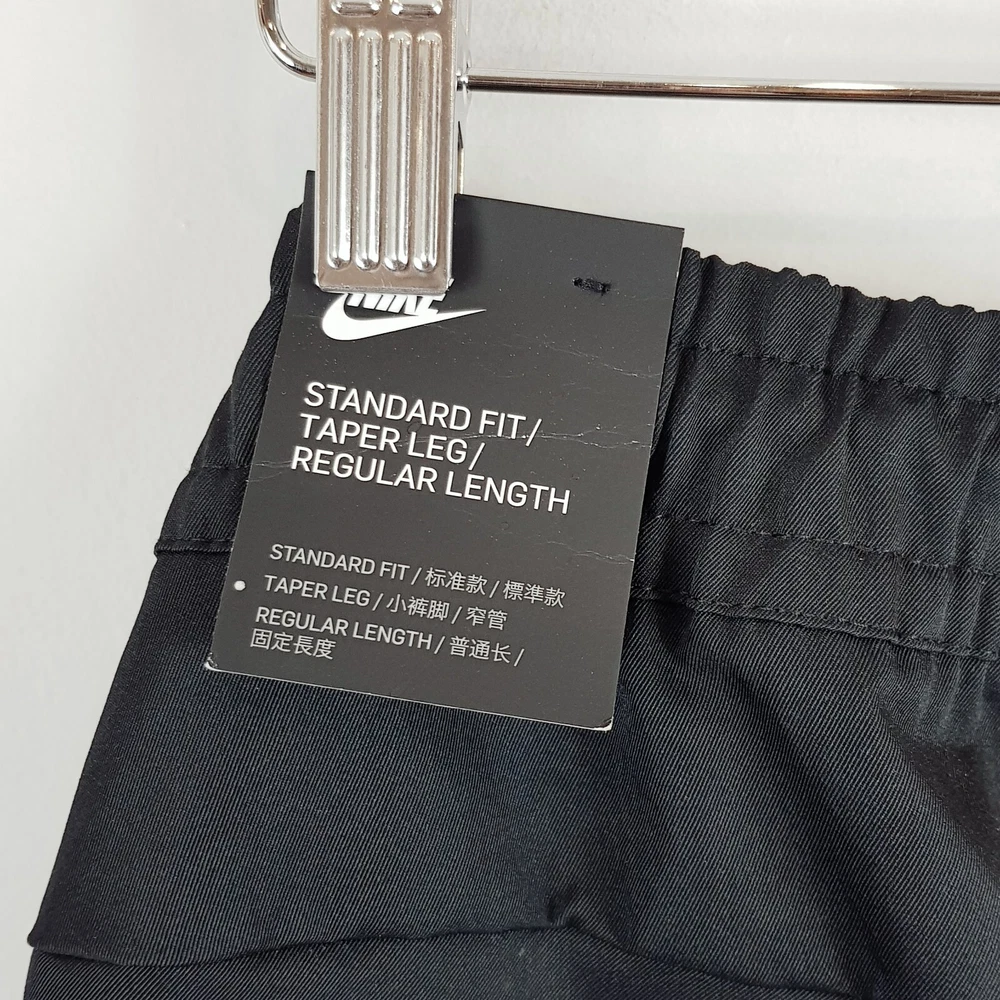 NIKE
STANDARD FIT/
TAPER LEG/
REGULAR LENGTH
STANDARD FIT / 标准款 / 標準款
TAPER LEG / 小裤脚 / 窄管
REGULAR LENGTH / 普通长 /
固定長度